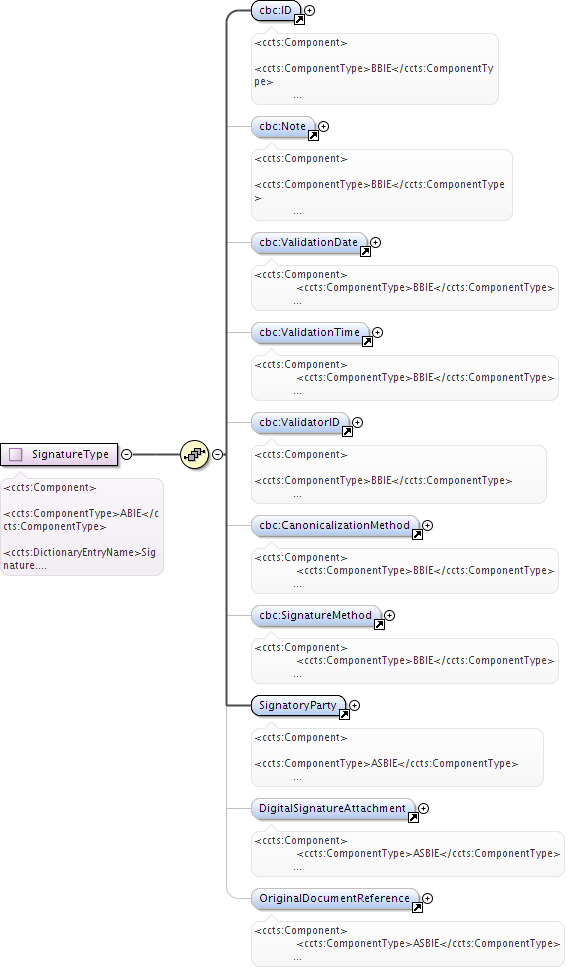 cbc:ID
<ccts:Component>
<ccts:ComponentType>BBIE</ccts:ComponentTy
pe>
...
cbc:Note
<ccts:Component>
<ccts:ComponentType>BBIE</ccts:ComponentType
>
...
cbc:ValidationDate
<ccts:Component>
<ccts:ComponentType>BBIE</ccts:ComponentType>
...
cbc:ValidationTime
<ccts:Component>
<ccts:ComponentType>BBIE</ccts:ComponentType>
...
cbc:ValidatorID
<ccts:Component>
<ccts:ComponentType>BBIE</ccts:ComponentType>
...
SignatureType
<ccts:Component>
<ccts:ComponentType>ABIE</c
cts:ComponentType>
<ccts:DictionaryEntryName>Sig
nature....
cbc:CanonicalizationMethod
<ccts:Component>
<ccts:ComponentType>BBIE</ccts:ComponentType>
...
cbc:SignatureMethod
<ccts:Component>
<ccts:ComponentType>BBIE</ccts:ComponentType>
...
SignatoryParty
<ccts:Component>
<ccts:ComponentType>ASBIE</ccts:ComponentType>
...
DigitalSignatureAttachment
<ccts:Component>
<ccts:ComponentType>ASBIE</ccts:ComponentType>
...
OriginalDocumentReference
<ccts:Component>
<ccts:ComponentType>ASBIE</ccts:ComponentType>
...